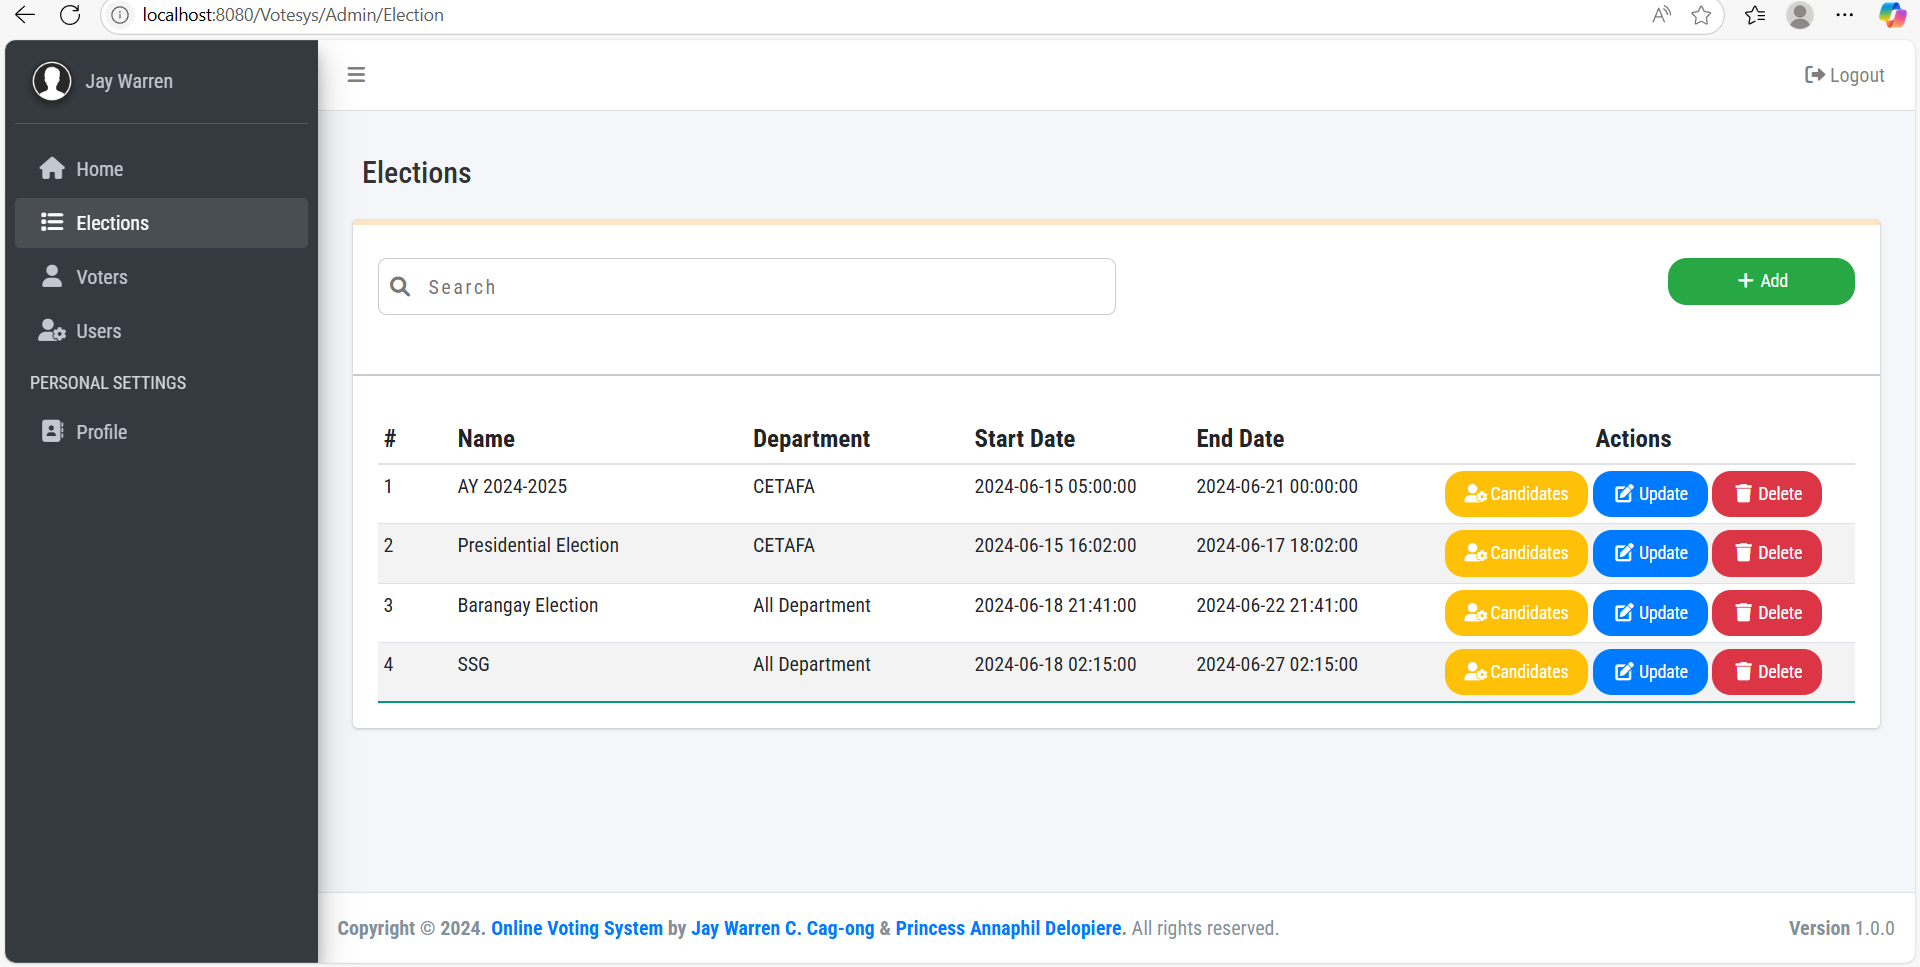 localhost:8080/Votesys/Admin/Election
Jay Warren
Logout
Home
Elections
Voters
Users
PERSONAL SETTINGS
Profile
Elections
Search
Add
# Name Department Start Date End Date Actions
1 AY 2024-2025 CETAFA 2024-06-15 05:00:00 2024-06-21 00:00:00 Candidates Update Delete
2 Presidential Election CETAFA 2024-06-15 16:02:00 2024-06-17 18:02:00 Candidates Update Delete
3 Barangay Election All Department 2024-06-18 21:41:00 2024-06-22 21:41:00 Candidates Update Delete
4 SSG All Department 2024-06-18 02:15:00 2024-06-27 02:15:00 Candidates Update Delete
Copyright © 2024. Online Voting System by Jay Warren C. Cag-ong & Princess Annaphil Delopiere. All rights reserved. Version 1.0.0